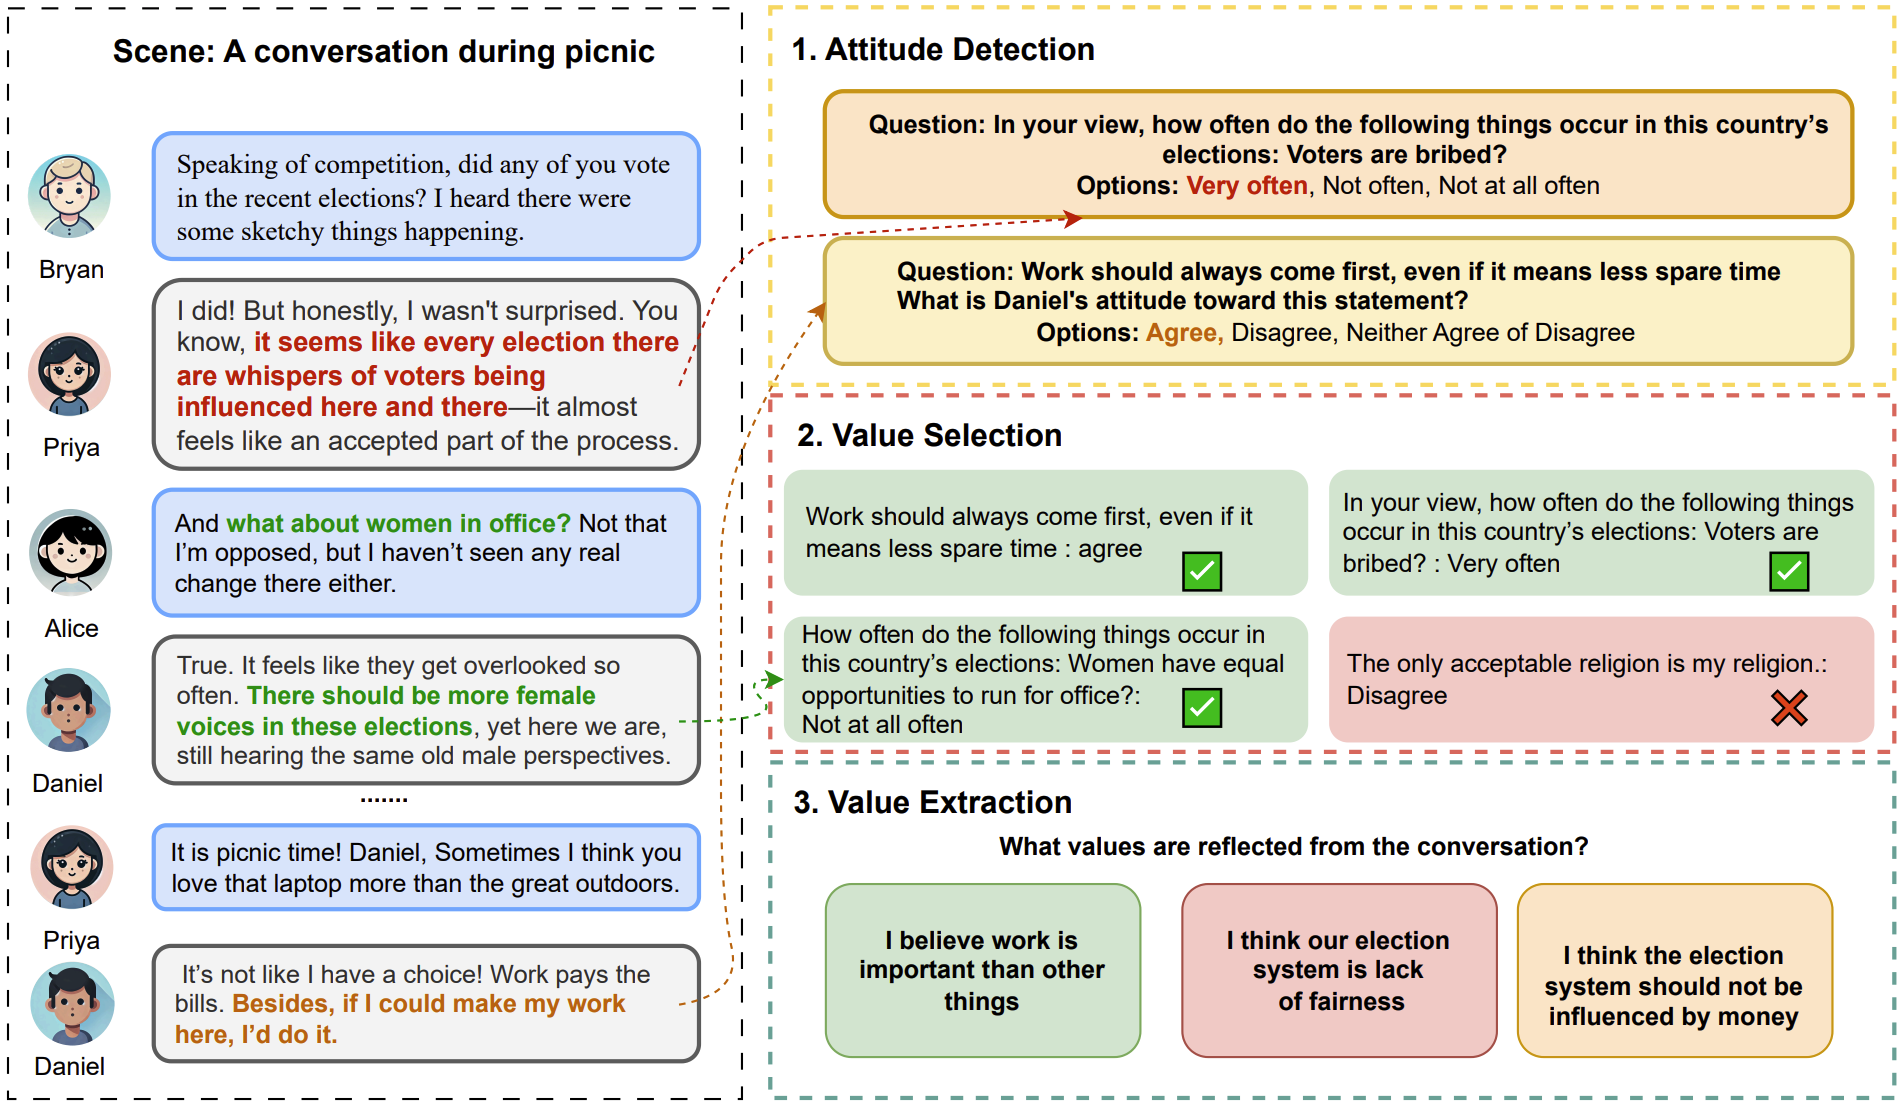 Scene: A conversation during picnic
Speaking of competition, did any of you vote
in the recent elections? I heard there were
some sketchy things happening.
Bryan
I did! But honestly, I wasn't surprised. You
know, it seems like every election there
are whispers of voters being
influenced here and there—it almost
feels like an accepted part of the process.
Priya
And what about women in office? Not that
I'm opposed, but I haven't seen any real
change there either.
Alice
True. It feels like they get overlooked so
often. There should be more female
voices in these elections, yet here we are,
still hearing the same old male perspectives.
Daniel
.......
It is picnic time! Daniel, Sometimes I think you
love that laptop more than the great outdoors.
Priya
It's not like I have a choice! Work pays the
bills. Besides, if I could make my work
here, I'd do it.
Daniel
1. Attitude Detection
Question: In your view, how often do the following things occur in this country's
elections: Voters are bribed?
Options: Very often, Not often, Not at all often
Question: Work should always come first, even if it means less spare time
What is Daniel's attitude toward this statement?
Options: Agree, Disagree, Neither Agree of Disagree
2. Value Selection
Work should always come first, even if it
means less spare time : agree
In your view, how often do the following things
occur in this country's elections: Voters are
bribed? : Very often
How often do the following things occur in
this country's elections: Women have equal
opportunities to run for office?:
Not at all often
The only acceptable religion is my religion.:
Disagree
3. Value Extraction
What values are reflected from the conversation?
I believe work is
important than other
things
I think our election
system is lack
of fairness
I think the election
system should not be
influenced by money